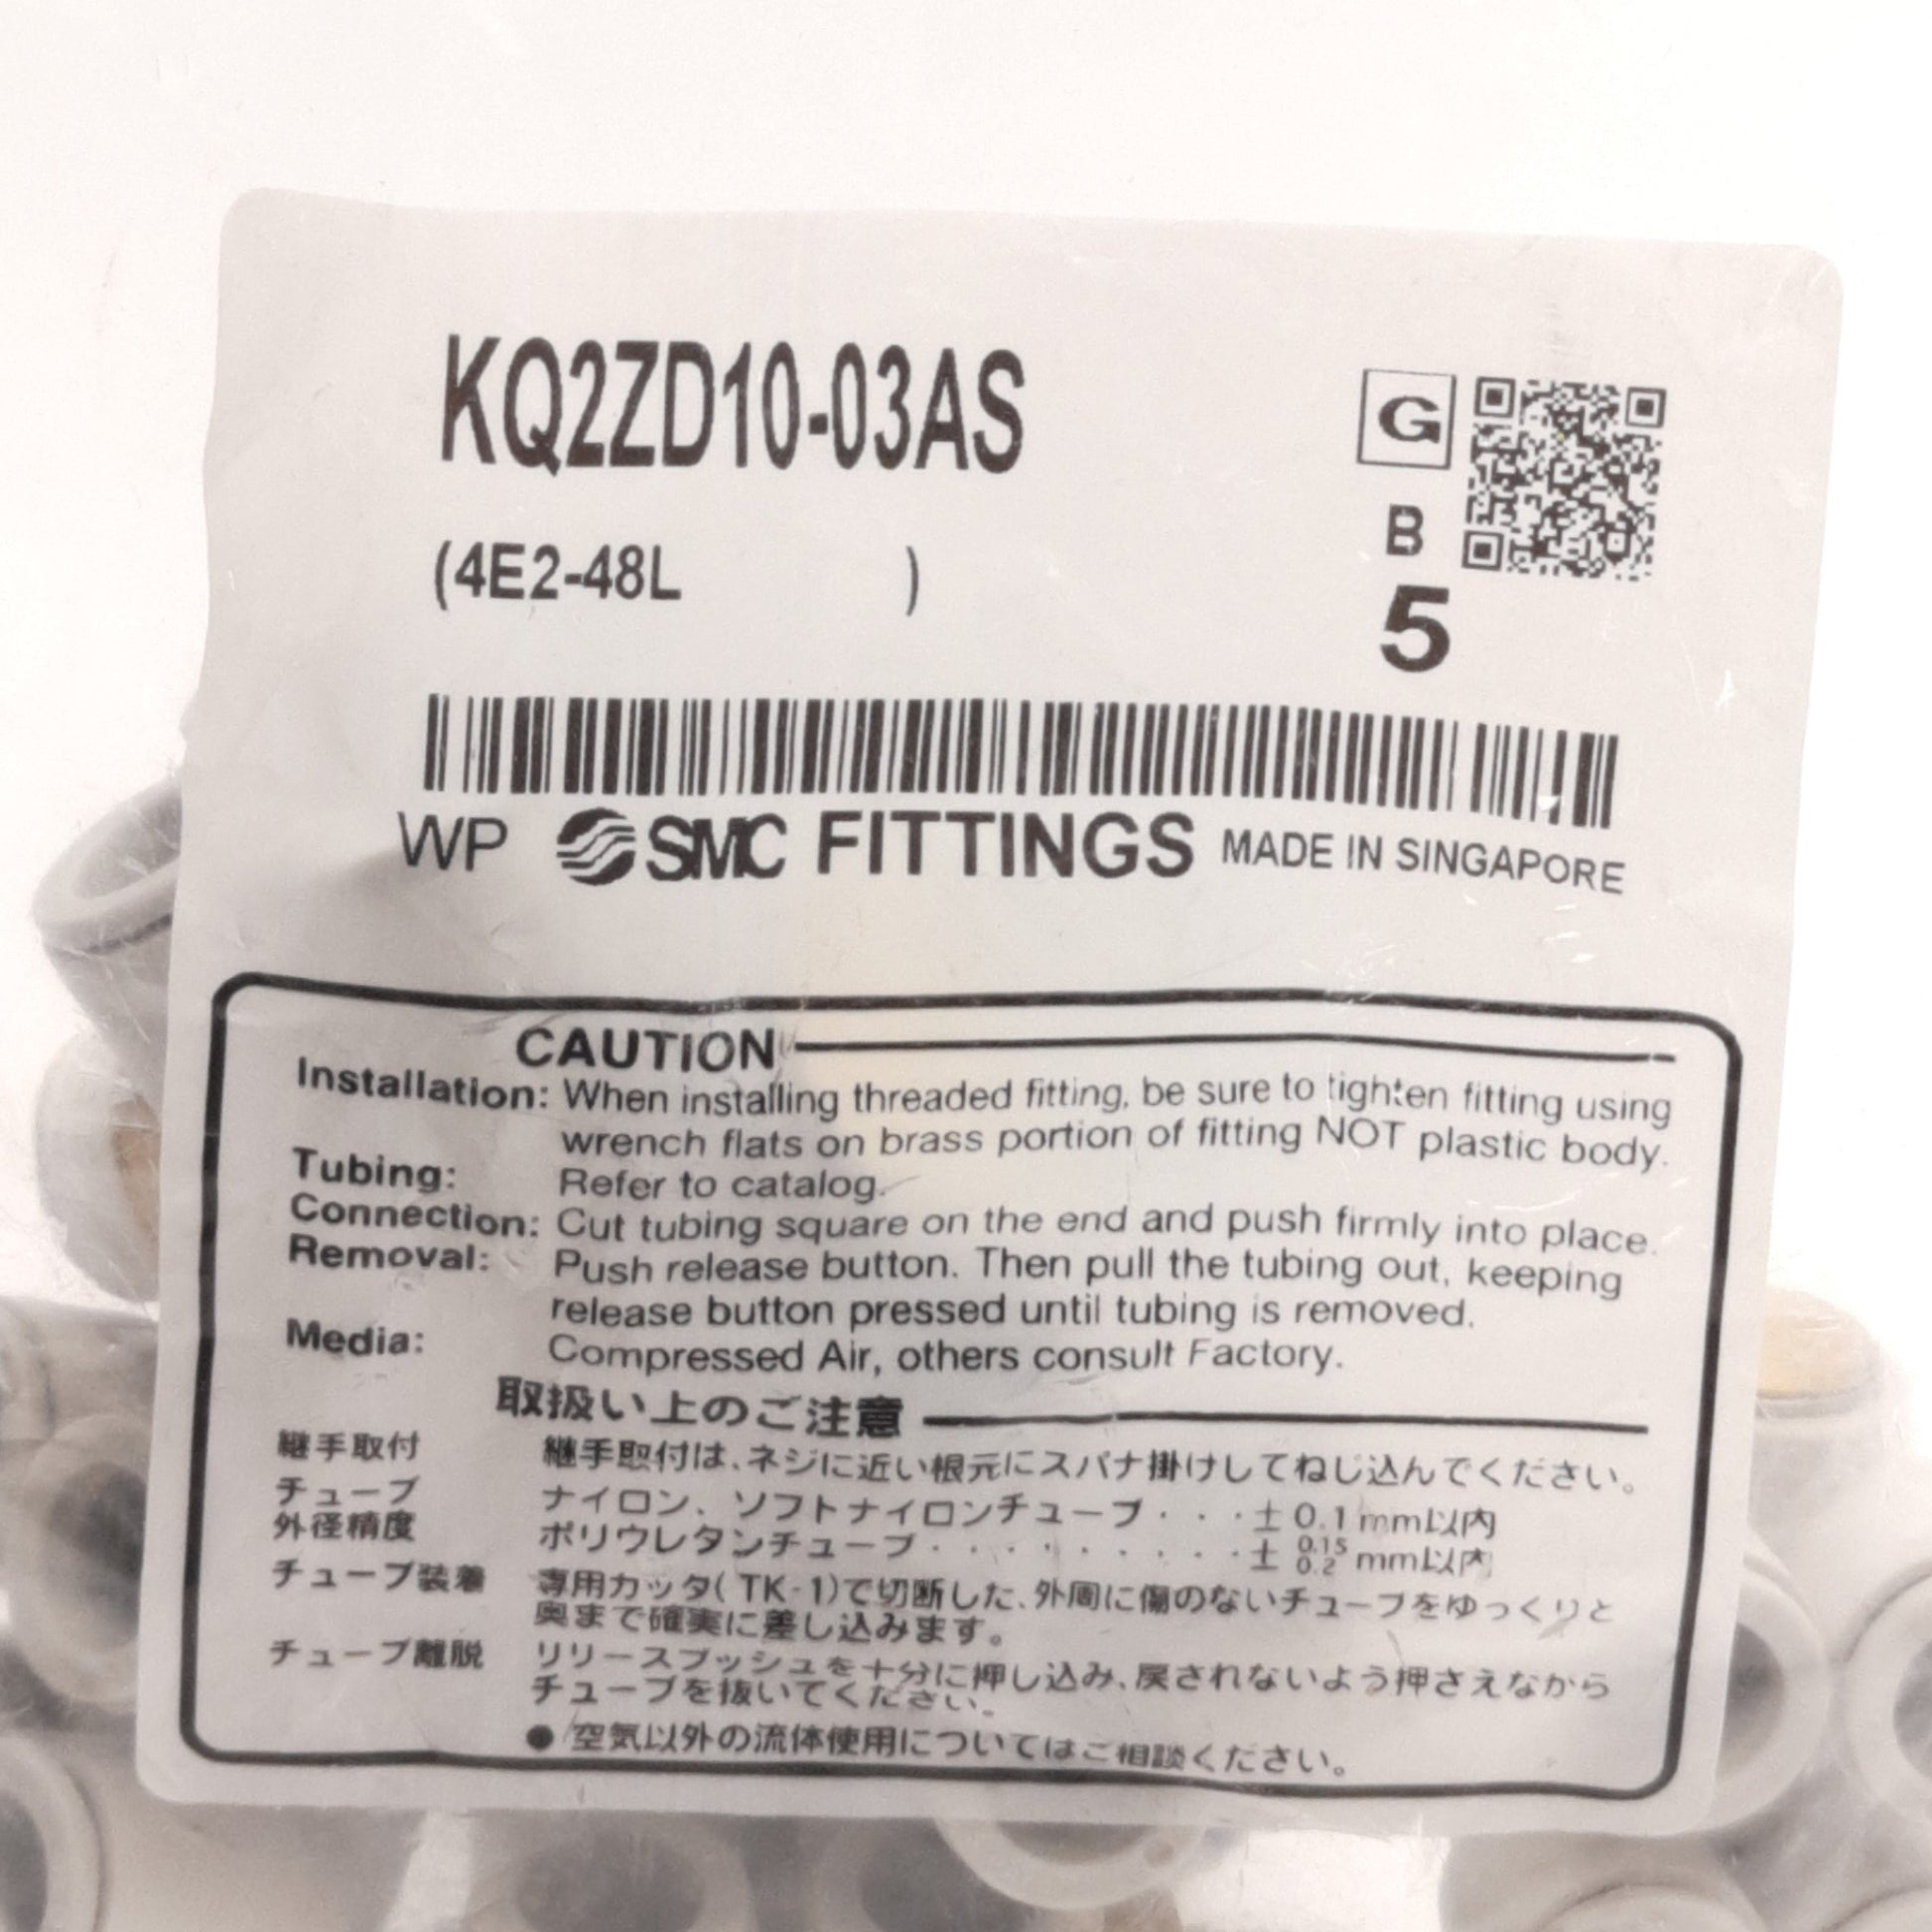 KQ2ZD10-03AS
G
(4E2-48L )
B
5
WP SMC FITTINGS MADE IN SINGAPORE
CAUTION
Installation: When installing threaded fitting, be sure to tighten fitting using
wrench flats on brass portion of fitting NOT plastic body.
Tubing: Refer to catalog.
Connection: Cut tubing square on the end and push firmly into place.
Removal: Push release button. Then pull the tubing out, keeping
release button pressed until tubing is removed.
Media: Compressed Air, others consult Factory.
取扱い上のご注意
継手取付 継手取付は、ネジに近い根元にスパナ掛けしてねじ込んでください。
チューブ ナイロン、ソフトナイロンチューブ・・・± 0.1 mm以内
外径精度 ポリウレタンチューブ・・・・・・・・・± 0.15 0.2 mm以内
チューブ装着 専用カッタ(TK-1)で切断した、外周に傷のないチューブをゆっくりと
奥まで確実に差し込みます。
チューブ離脱 リリースプッシュを十分に押し込み、戻されないよう押さえながら
チューブを抜いてください。
● 空気以外の流体使用についてはご相談ください。